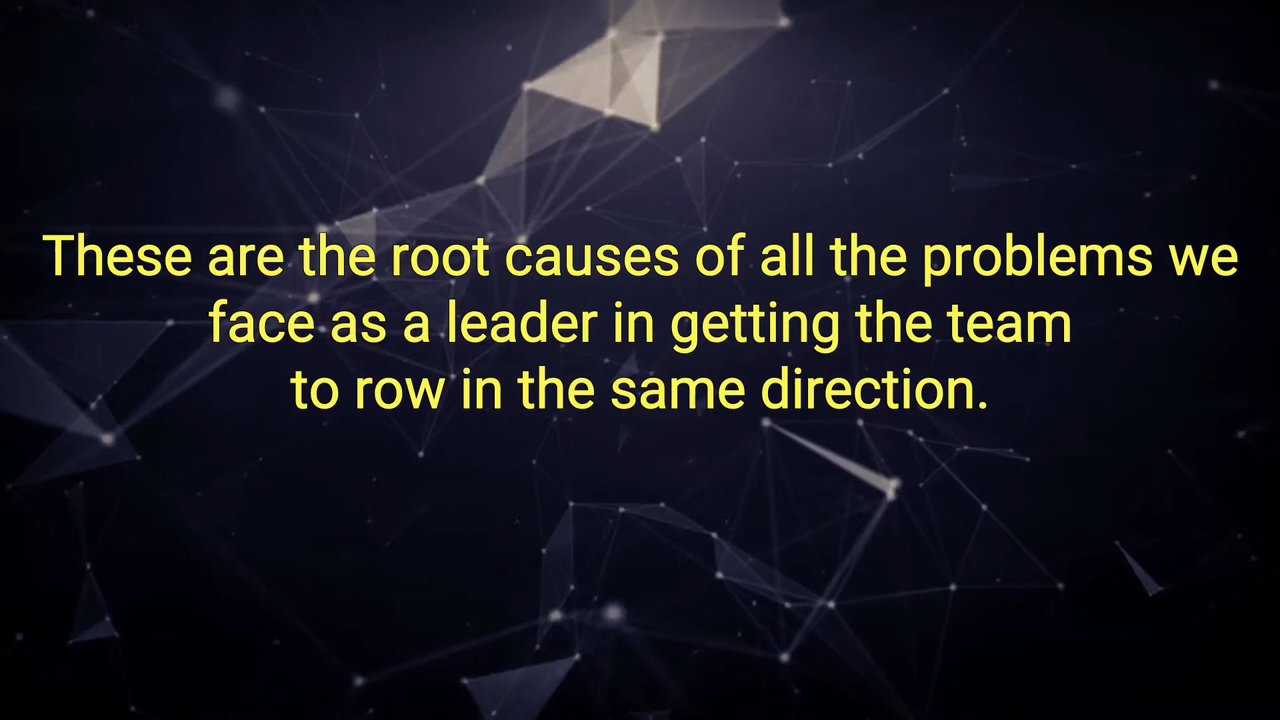 These are the root causes of all the problems we
face as a leader in getting the team
to row in the same direction.